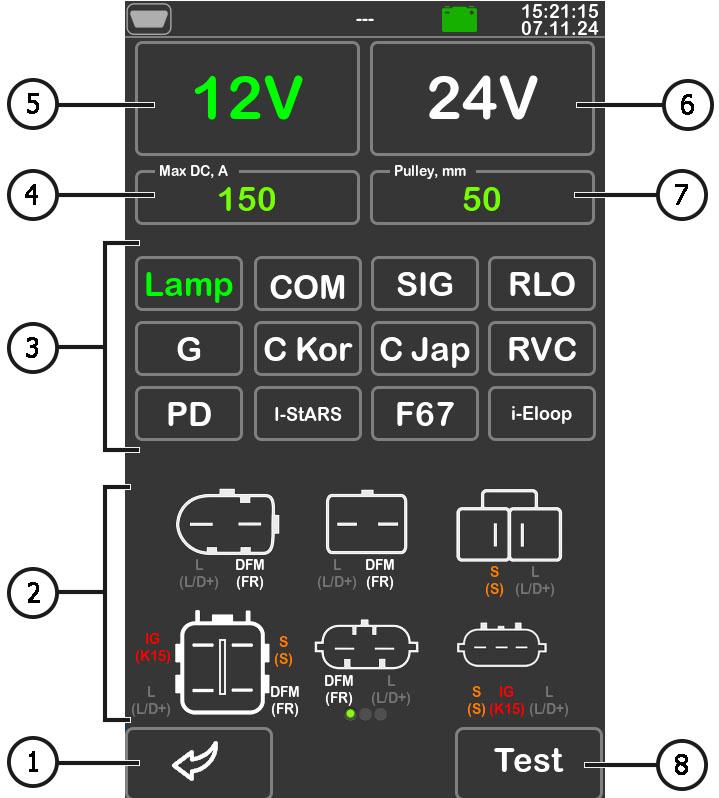 ---
15:21:15
07.11.24
5
12V
24V
6
4
Max DC, A
150
Pulley, mm
50
7
3
Lamp
COM
SIG
RLO
G
C Kor
C Jap
RVC
PD
I-StARS
F67
i-Eloop
2
L
(L/D+)
DFM
(FR)
L
(L/D+)
DFM
(FR)
S
(S)
L
(L/D+)
IG
(K15)
S
(S)
L
(L/D+)
DFM
(FR)
DFM
(FR)
L
(L/D+)
S
(S)
IG
(K15)
L
(L/D+)
1
Test
8